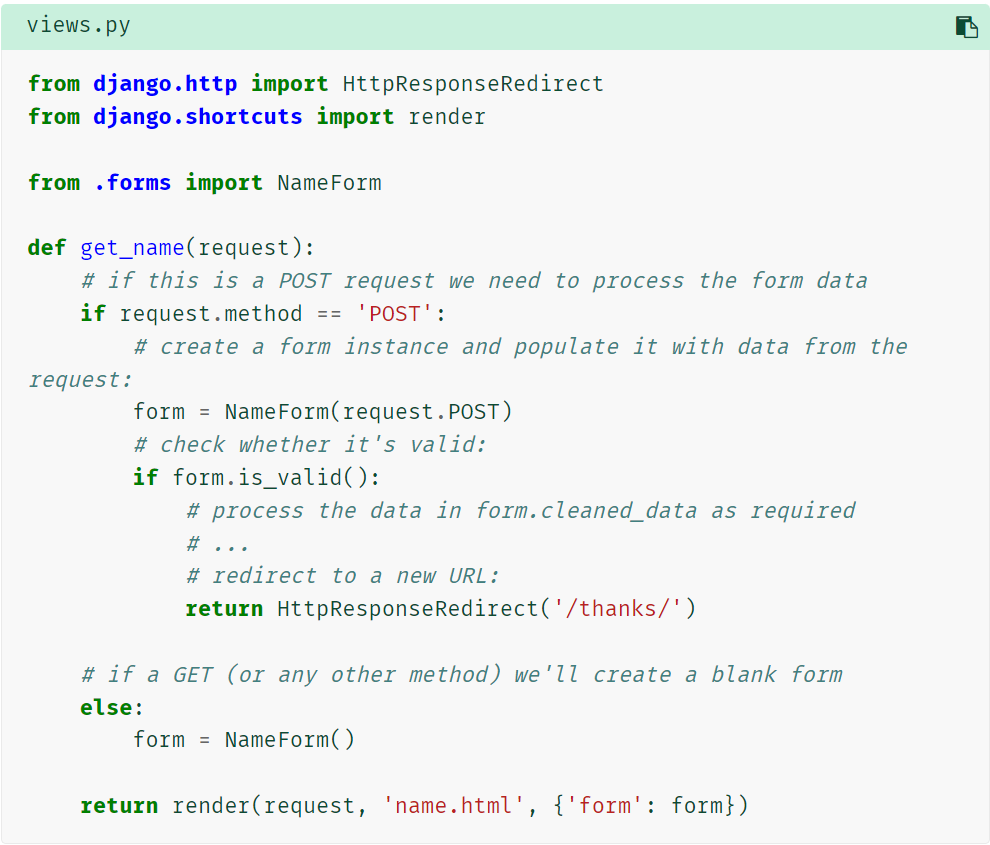 views.py
from django.http import HttpResponseRedirect
from django.shortcuts import render

from .forms import NameForm

def get_name(request):
    # if this is a POST request we need to process the form data
    if request.method == 'POST':
        # create a form instance and populate it with data from the
request:
        form = NameForm(request.POST)
        # check whether it's valid:
        if form.is_valid():
            # process the data in form.cleaned_data as required
            # ...
            # redirect to a new URL:
            return HttpResponseRedirect('/thanks/')

    # if a GET (or any other method) we'll create a blank form
    else:
        form = NameForm()

    return render(request, 'name.html', {'form': form})